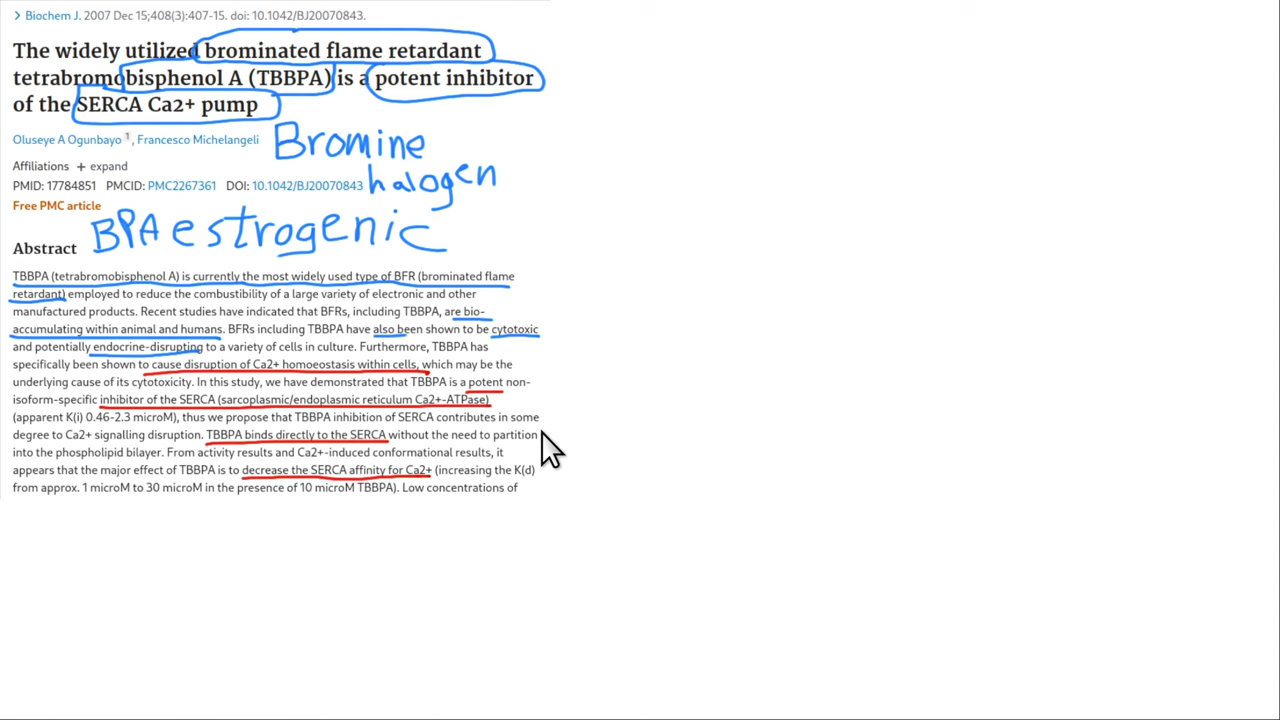 > Biochem J. 2007 Dec 15;408(3):407-15. doi: 10.1042/BJ20070843.
The widely utilized brominated flame retardant
tetrabromobisphenol A (TBBPA) is a potent inhibitor
of the SERCA Ca2+ pump
Oluseye A Ogunbayo 1, Francesco Michelangeli
Bromine
Affiliations + expand
halogen
PMID: 17784851 PMCID: PMC2267361 DOI: 10.1042/BJ20070843
Free PMC article
BPA estrogenic
Abstract
TBBPA (tetrabromobisphenol A) is currently the most widely used type of BFR (brominated flame
retardant) employed to reduce the combustibility of a large variety of electronic and other
manufactured products. Recent studies have indicated that BFRs, including TBBPA, are bio-
accumulating within animal and humans. BFRs including TBBPA have also been shown to be cytotoxic
and potentially endocrine-disrupting to a variety of cells in culture. Furthermore, TBBPA has
specifically been shown to cause disruption of Ca2+ homoeostasis within cells, which may be the
underlying cause of its cytotoxicity. In this study, we have demonstrated that TBBPA is a potent non-
isoform-specific inhibitor of the SERCA (sarcoplasmic/endoplasmic reticulum Ca2+-ATPase)
(apparent K(i) 0.46-2.3 microM), thus we propose that TBBPA inhibition of SERCA contributes in some
degree to Ca2+ signalling disruption. TBBPA binds directly to the SERCA without the need to partition
into the phospholipid bilayer. From activity results and Ca2+-induced conformational results, it
appears that the major effect of TBBPA is to decrease the SERCA affinity for Ca2+ (increasing the K(d)
from approx. 1 microM to 30 microM in the presence of 10 microM TBBPA). Low concentrations of